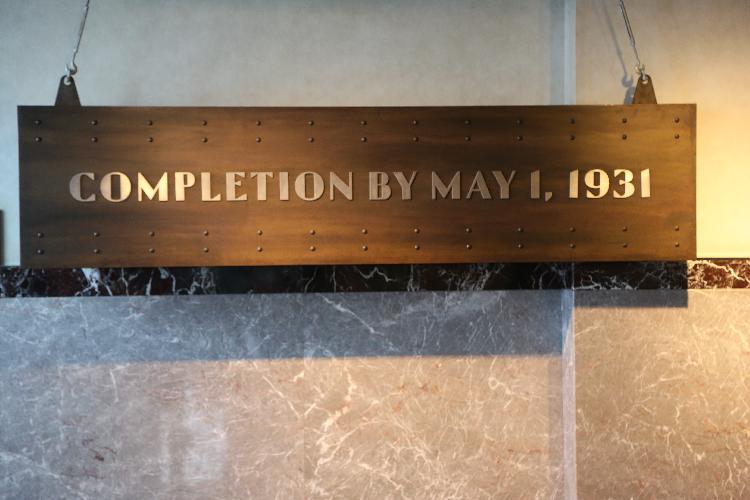 COMPLETION BY MAY 1, 1931